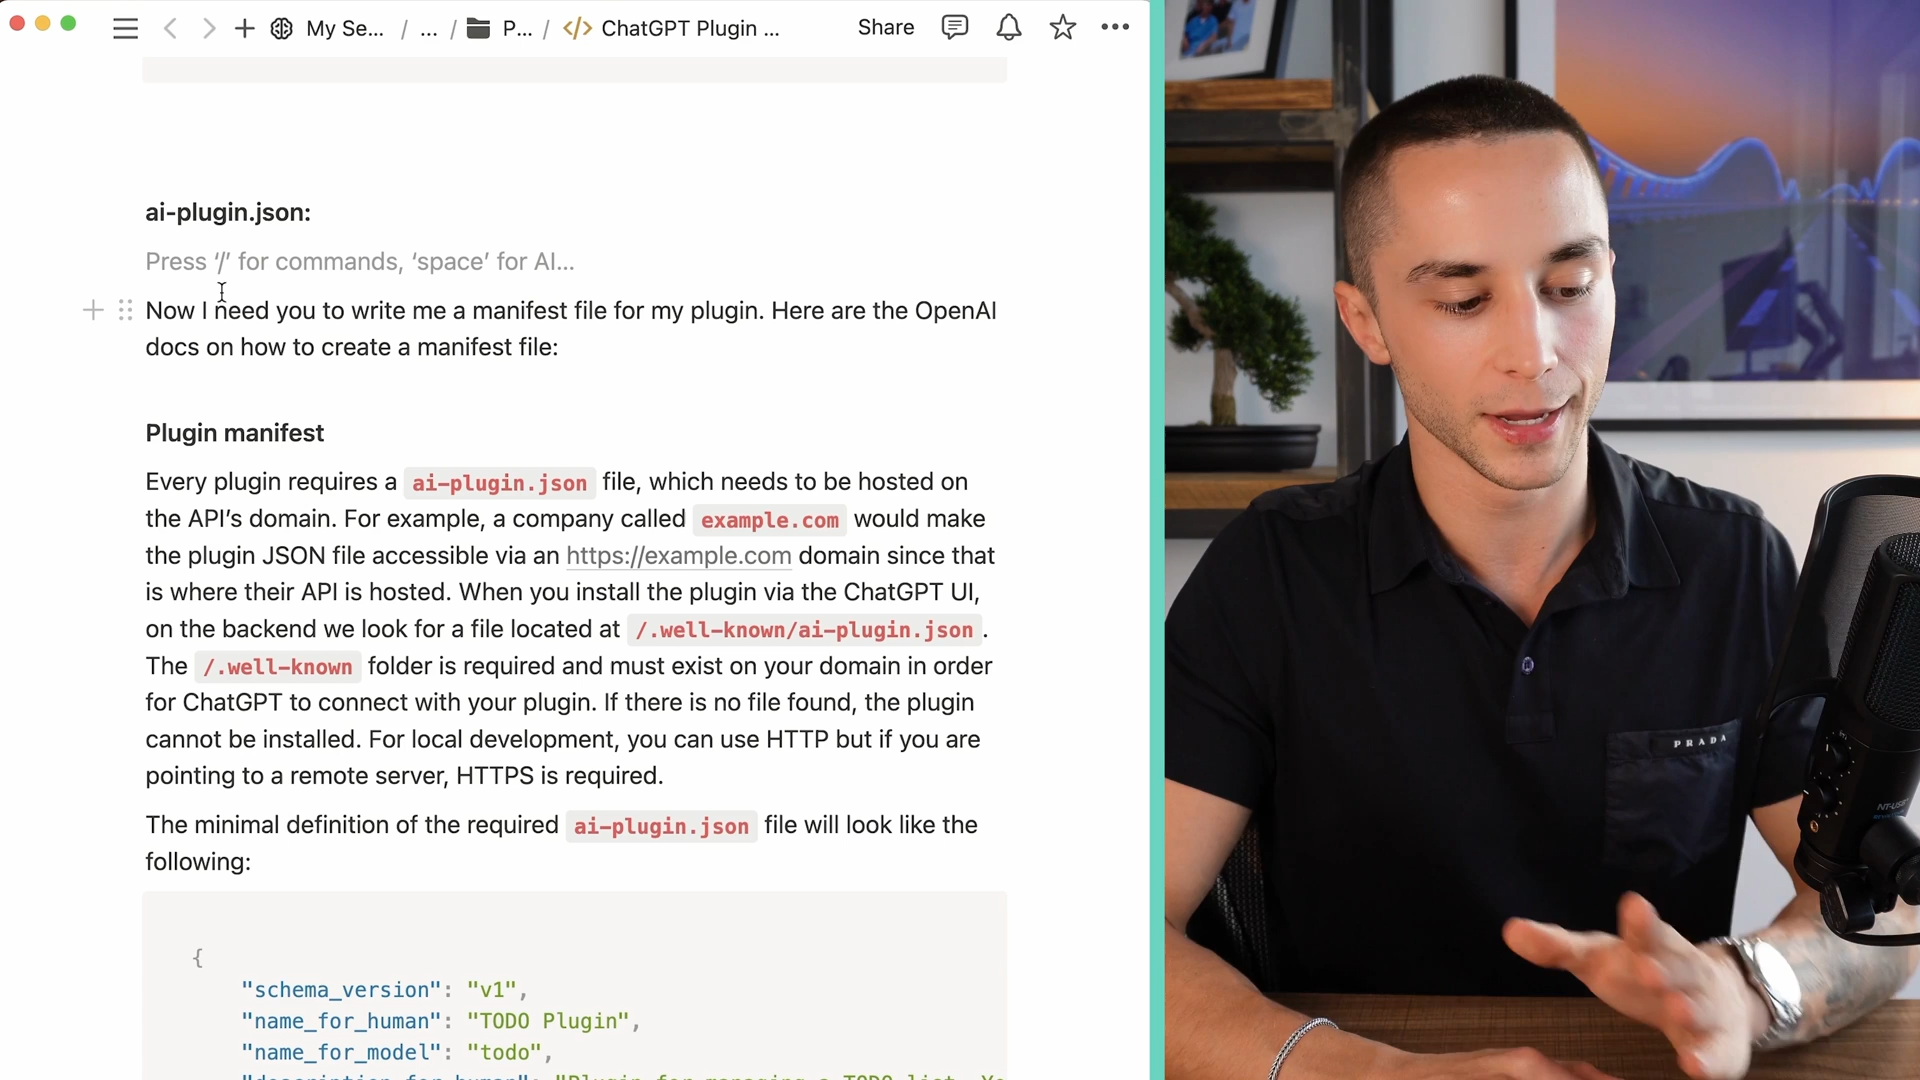 My Se... / ... / P... / </> ChatGPT Plugin ...
Share
ai-plugin.json:
Press ‘/’ for commands, ‘space’ for AI...
Now I need you to write me a manifest file for my plugin. Here are the OpenAI
docs on how to create a manifest file:
Plugin manifest
Every plugin requires a ai-plugin.json file, which needs to be hosted on
the API’s domain. For example, a company called example.com would make
the plugin JSON file accessible via an https://example.com domain since that
is where their API is hosted. When you install the plugin via the ChatGPT UI,
on the backend we look for a file located at /.well-known/ai-plugin.json.
The /.well-known folder is required and must exist on your domain in order
for ChatGPT to connect with your plugin. If there is no file found, the plugin
cannot be installed. For local development, you can use HTTP but if you are
pointing to a remote server, HTTPS is required.
The minimal definition of the required ai-plugin.json file will look like the
following:
{
"schema_version": "v1",
"name_for_human": "TODO Plugin",
"name_for_model": "todo",
"description_for_human": "Plugin for managing a TODO list. Yo
PRADA
NT-USB